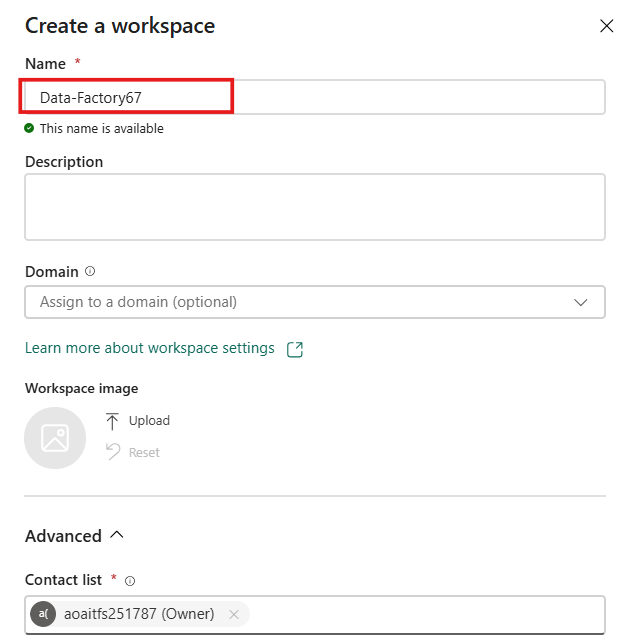 Create a workspace
Name *
Data-Factory67
This name is available
Description
Domain
Assign to a domain (optional)
Learn more about workspace settings
Workspace image
Upload
Reset
Advanced
Contact list *
a( aoaitfs251787 (Owner)